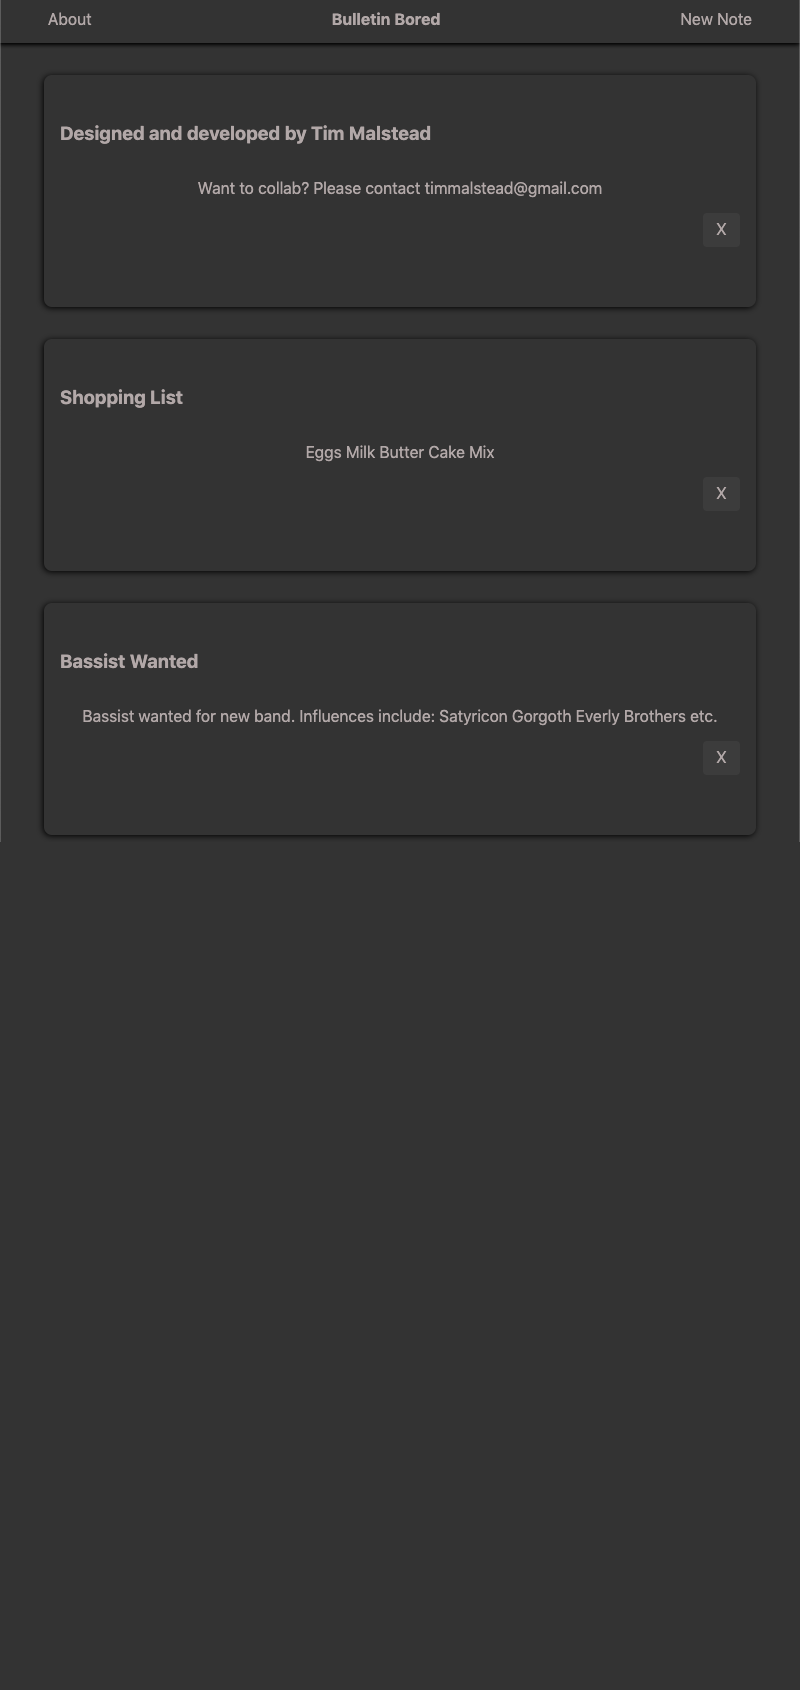 About Bulletin Bored New Note
Designed and developed by Tim Malstead
Want to collab? Please contact timmalstead@gmail.com
X
Shopping List
Eggs Milk Butter Cake Mix
X
Bassist Wanted
Bassist wanted for new band. Influences include: Satyricon Gorgoth Everly Brothers etc.
X